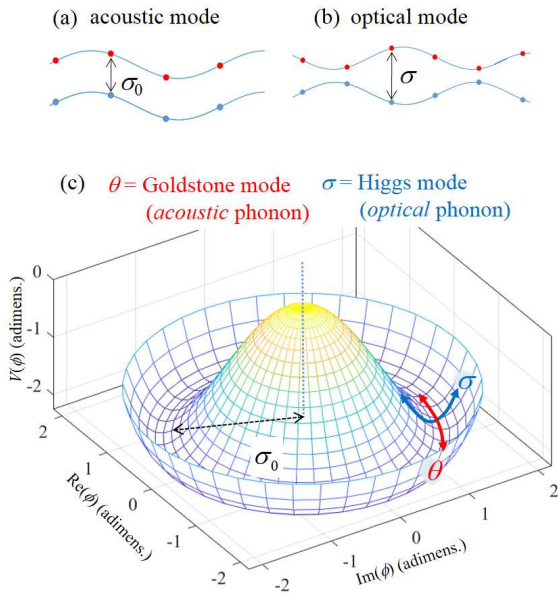 (a) acoustic mode
(b) optical mode
σ₀
σ
(c) θ = Goldstone mode
(acoustic phonon)
σ = Higgs mode
(optical phonon)
0
-1
-2
V(ϕ) (adimens.)
σ
θ
σ₀
2
1
0
-1
-2
Re(ϕ) (adimens.)
-2
-1
0
1
2
Im(ϕ) (adimens.)